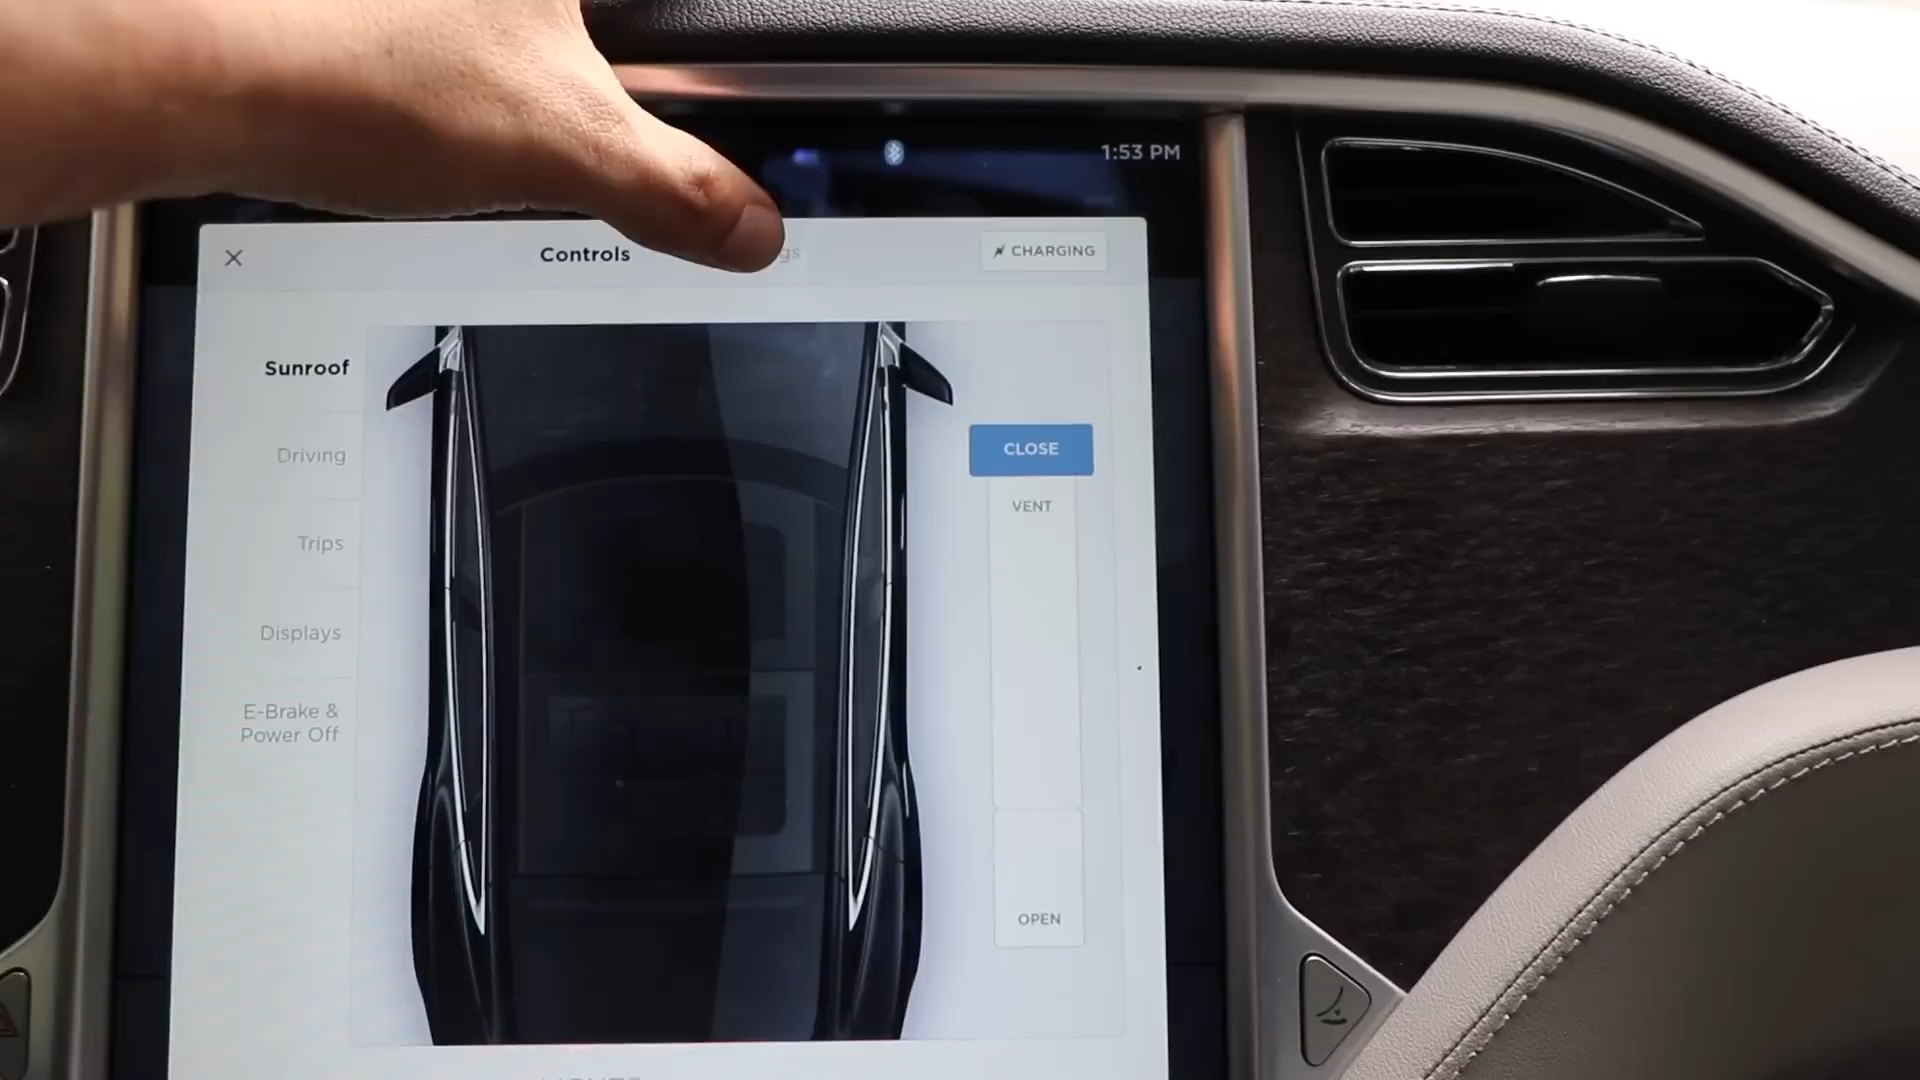 1:53 PM
Controls
CHARGING
Sunroof
CLOSE
Driving
VENT
Trips
Displays
E-Brake &
Power Off
OPEN